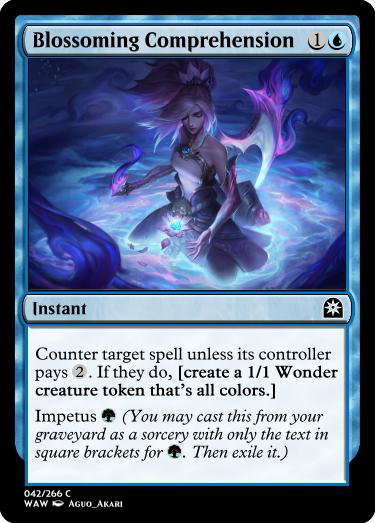 Blossoming Comprehension 1
Instant
Counter target spell unless its controller
pays 2. If they do, [create a 1/1 Wonder
creature token that's all colors.]
Impetus (You may cast this from your
graveyard as a sorcery with only the text in
square brackets for . Then exile it.)
042/266 C
WAW Aguo_Akari